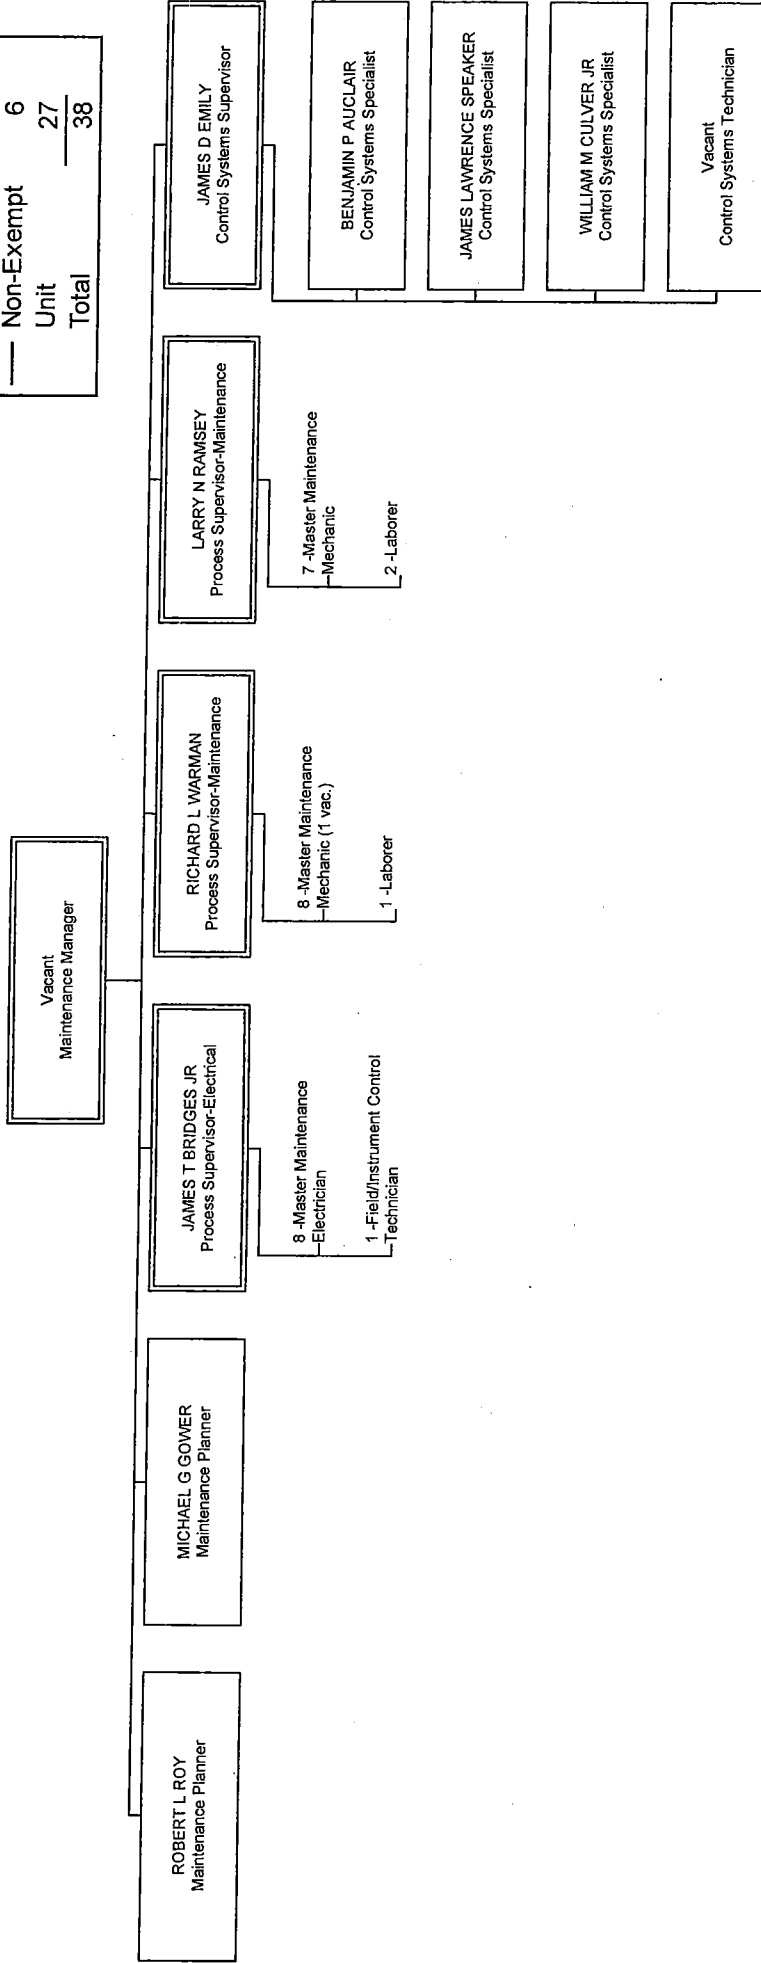 Non-Exempt 6
Unit 27
Total 38
Vacant
Maintenance Manager
ROBERT L ROY
Maintenance Planner
MICHAEL G GOWER
Maintenance Planner
JAMES T BRIDGES JR
Process Supervisor-Electrical
8 -Master Maintenance
Electrician
1 -Field/Instrument Control
Technician
RICHARD L WARMAN
Process Supervisor-Maintenance
8 -Master Maintenance
Mechanic (1 vac.)
1 -Laborer
LARRY N RAMSEY
Process Supervisor-Maintenance
7 -Master Maintenance
Mechanic
2 -Laborer
JAMES D EMILY
Control Systems Supervisor
BENJAMIN P AUCLAIR
Control Systems Specialist
JAMES LAWRENCE SPEAKER
Control Systems Specialist
WILLIAM M CULVER JR
Control Systems Specialist
Vacant
Control Systems Technician